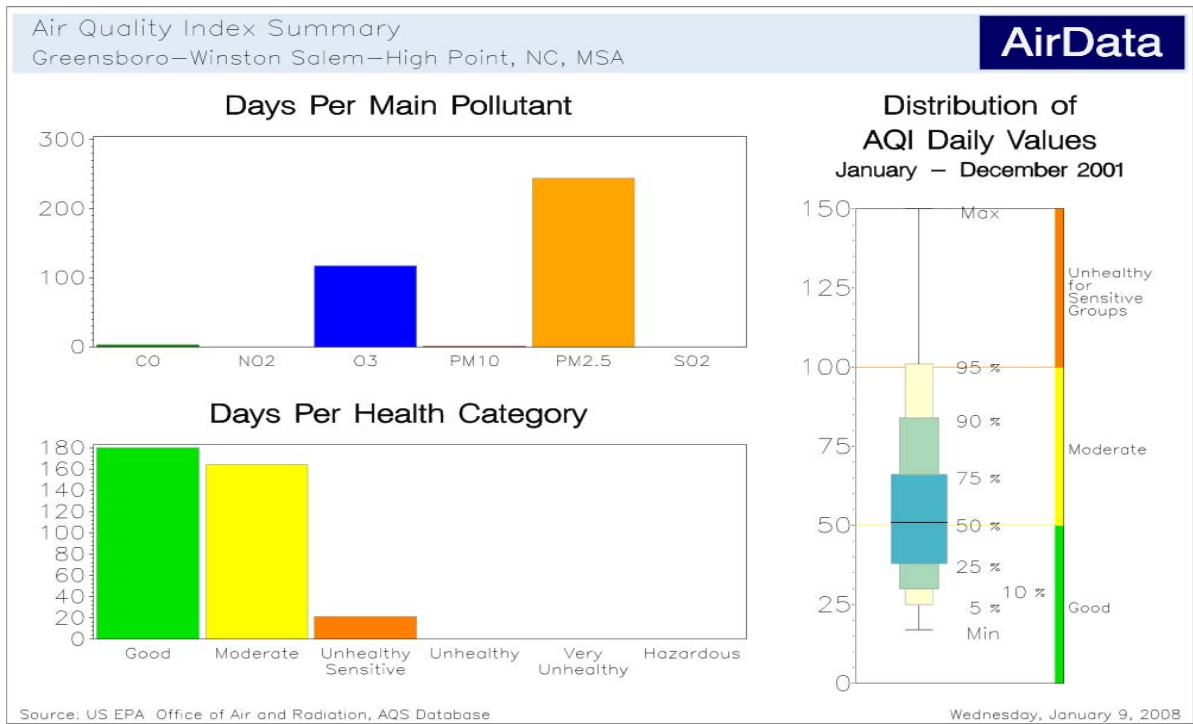 Air Quality Index Summary
Greensboro-Winston Salem-High Point, NC, MSA
AirData
Days Per Main Pollutant
300
200
100
0
CO NO2 O3 PM10 PM2.5 SO2
Days Per Health Category
180
160
140
120
100
80
60
40
20
0
Good Moderate Unhealthy Unhealthy Very Hazardous
Sensitive Unhealthy
Distribution of
AQI Daily Values
January - December 2001
150
125
100
75
50
25
0
Max
95 %
90 %
75 %
50 %
25 %
10 %
5 %
Min
Unhealthy
for
Sensitive
Groups
Moderate
Good
Source: US EPA Office of Air and Radiation, AQS Database
Wednesday, January 9, 2008